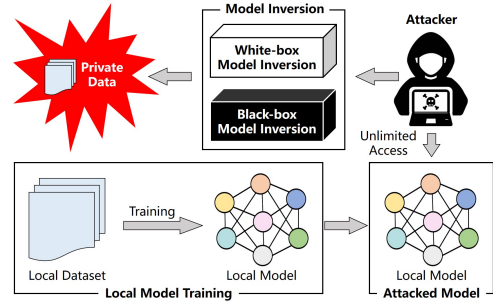 Model Inversion
Attacker
White-box
Model Inversion
Private
Data
Black-box
Model Inversion
Unlimited
Access
Training
Local Dataset
Local Model
Local Model
Local Model Training
Attacked Model